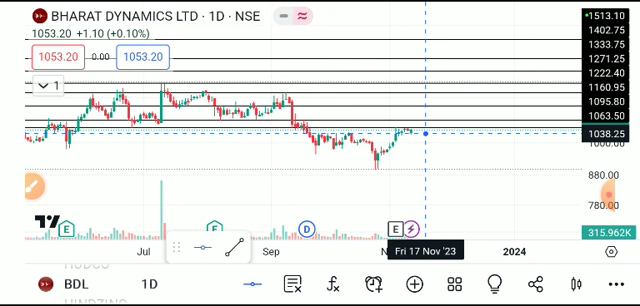 BHARAT DYNAMICS LTD · 1D · NSE
1053.20 +1.10 (+0.10%)
1053.20 0.00 1053.20
1
1513.10
1402.75
1333.75
1271.25
1222.40
1160.95
1095.80
1063.50
1038.25
1000.00
880.00
780.00
315.962K
E E D E
Jul Sep Fri 17 Nov '23 2024
BDL 1D